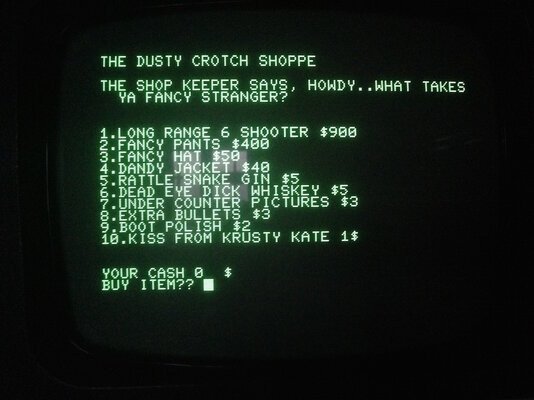 THE DUSTY CROTCH SHOPPE
THE SHOP KEEPER SAYS, HOWDY..WHAT TAKES
YA FANCY STRANGER?
1.LONG RANGE 6 SHOOTER $900
2.FANCY PANTS $400
3.FANCY HAT $50
4.DANDY JACKET $40
5.RATTLE SNAKE GIN $5
6.DEAD EYE DICK WHISKEY $5
7.UNDER COUNTER PICTURES $3
8.EXTRA BULLETS $3
9.BOOT POLISH $2
10.KISS FROM KRUSTY KATE 1$
YOUR CASH 0 $
BUY ITEM??